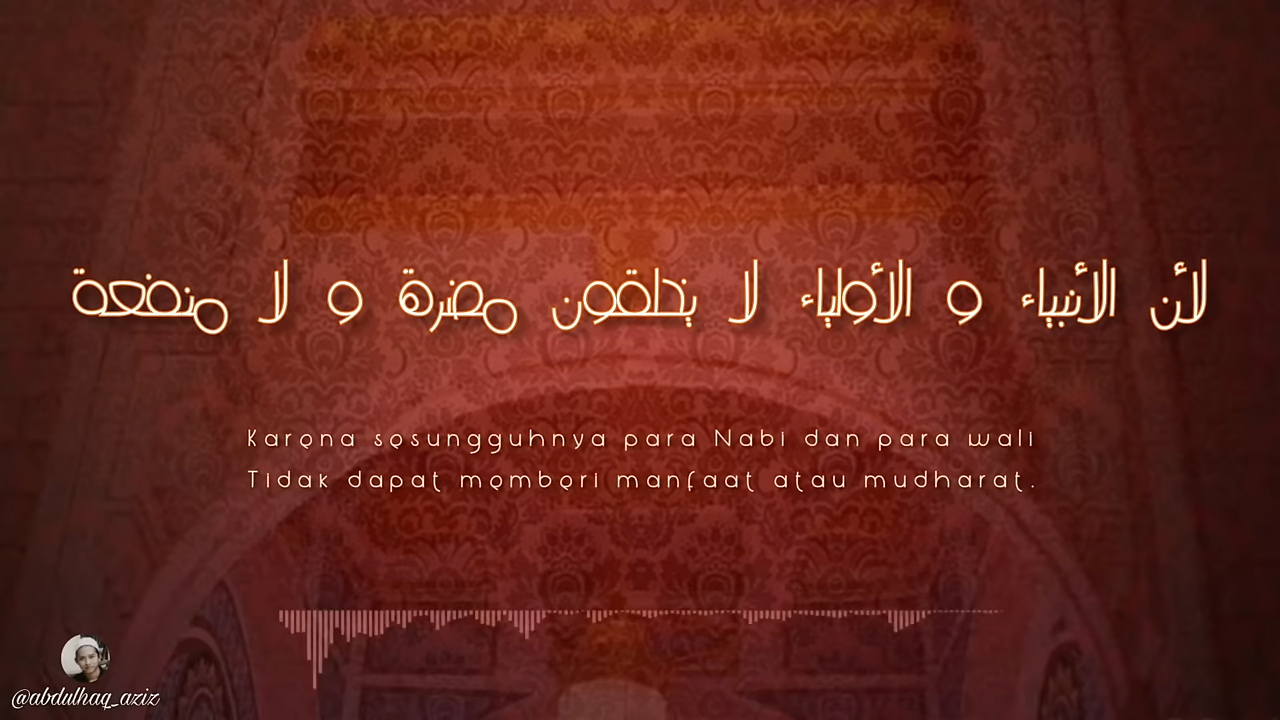 لأن الأنبياء و الأولياء لا يخلقون مضرة و لا منفعة
Karena sesungguhnya para Nabi dan para wali
Tidak dapat memberi manfaat atau mudharat.
@abdulhaq_aziz